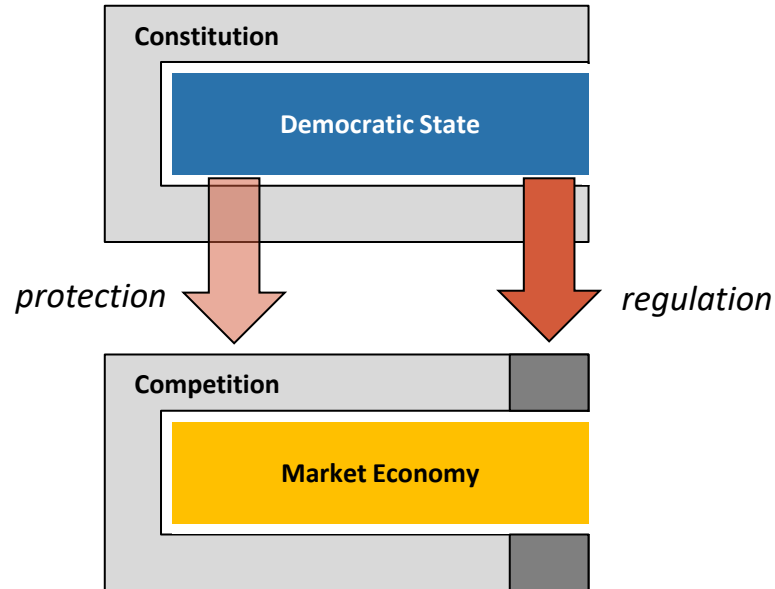 Constitution
Democratic State
protection
regulation
Competition
Market Economy